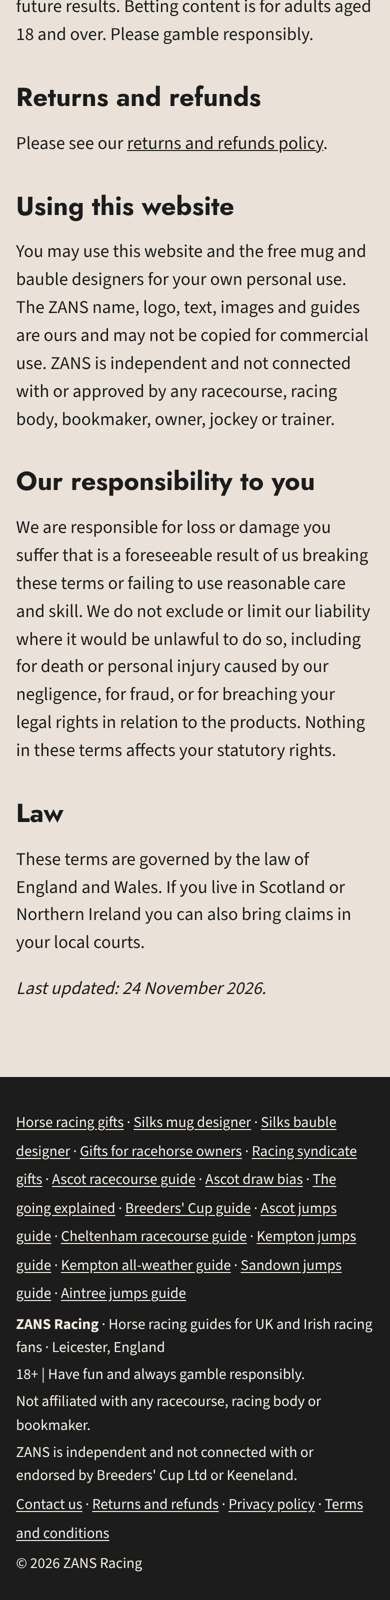 future results. Betting content is for adults aged
18 and over. Please gamble responsibly.
Returns and refunds
Please see our returns and refunds policy.
Using this website
You may use this website and the free mug and
bauble designers for your own personal use.
The ZANS name, logo, text, images and guides
are ours and may not be copied for commercial
use. ZANS is independent and not connected
with or approved by any racecourse, racing
body, bookmaker, owner, jockey or trainer.
Our responsibility to you
We are responsible for loss or damage you
suffer that is a foreseeable result of us breaking
these terms or failing to use reasonable care
and skill. We do not exclude or limit our liability
where it would be unlawful to do so, including
for death or personal injury caused by our
negligence, for fraud, or for breaching your
legal rights in relation to the products. Nothing
in these terms affects your statutory rights.
Law
These terms are governed by the law of
England and Wales. If you live in Scotland or
Northern Ireland you can also bring claims in
your local courts.
Last updated: 24 November 2026.
Horse racing gifts · Silks mug designer · Silks bauble
designer · Gifts for racehorse owners · Racing syndicate
gifts · Ascot racecourse guide · Ascot draw bias · The
going explained · Breeders' Cup guide · Ascot jumps
guide · Cheltenham racecourse guide · Kempton jumps
guide · Kempton all-weather guide · Sandown jumps
guide · Aintree jumps guide
ZANS Racing · Horse racing guides for UK and Irish racing
fans · Leicester, England
18+ | Have fun and always gamble responsibly.
Not affiliated with any racecourse, racing body or
bookmaker.
ZANS is independent and not connected with or
endorsed by Breeders' Cup Ltd or Keeneland.
Contact us · Returns and refunds · Privacy policy · Terms
and conditions
© 2026 ZANS Racing